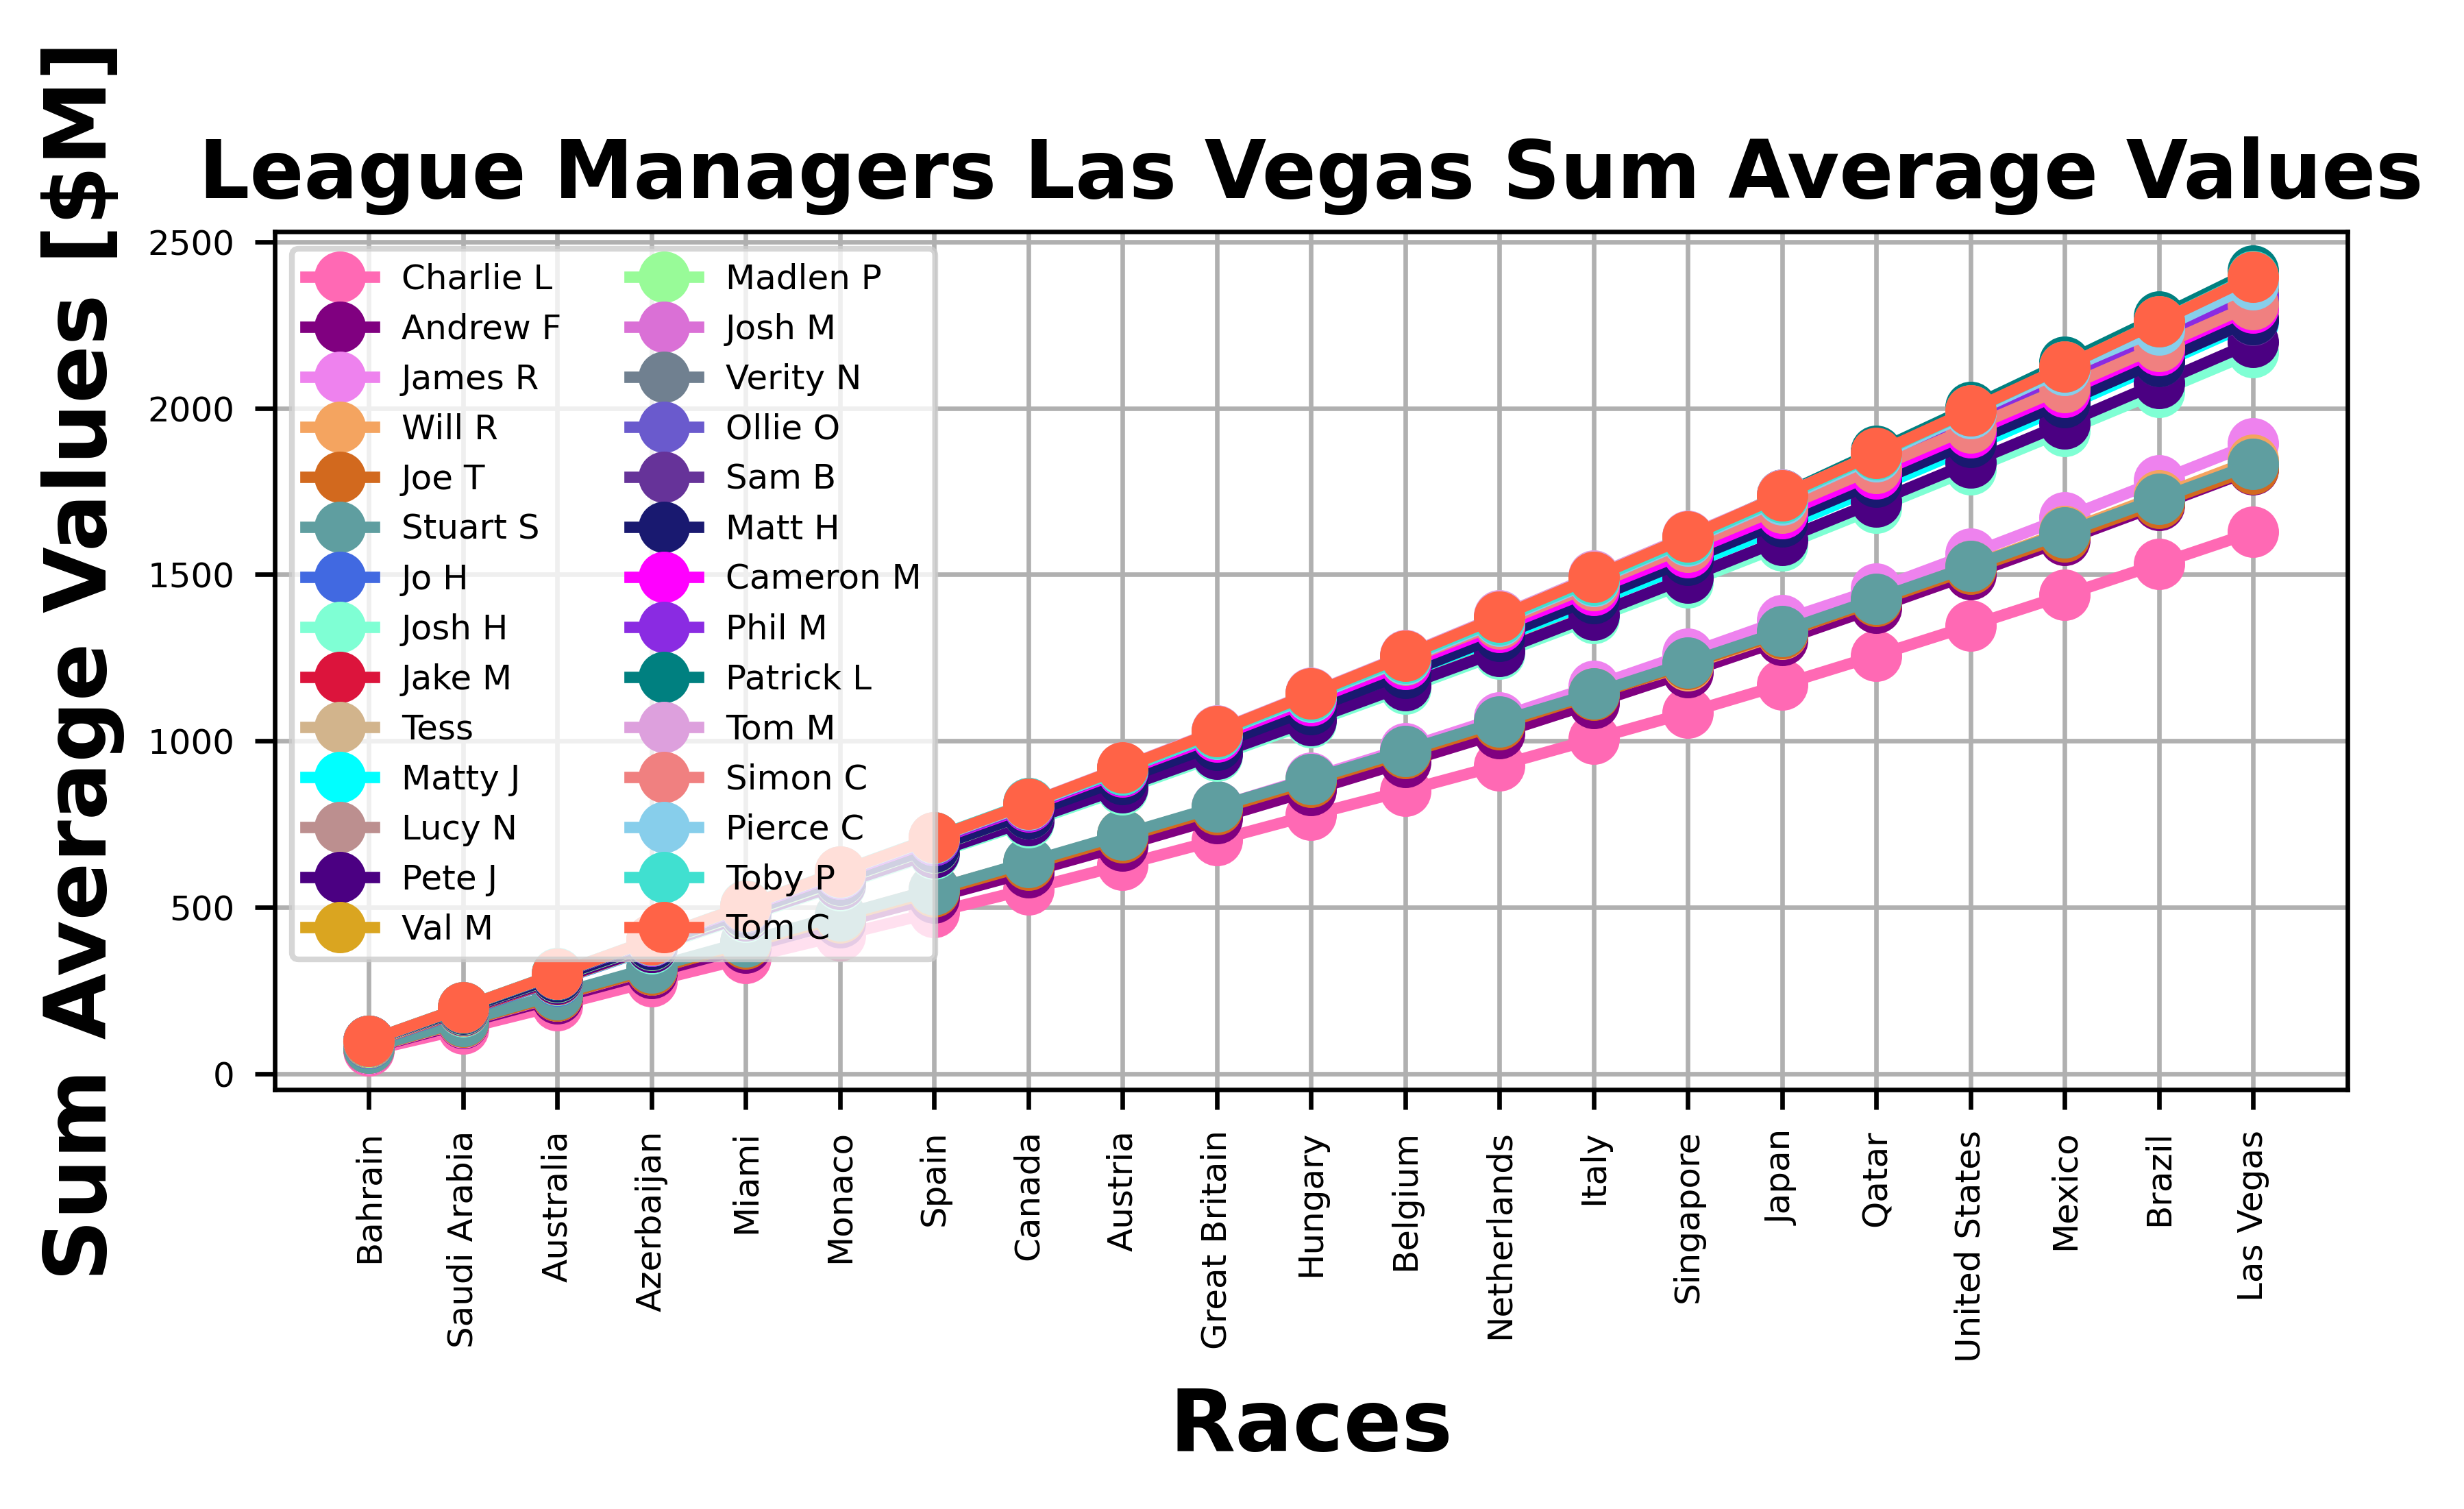 League Managers Las Vegas Sum Average Values
Sum Average Values [$M]
2500
2000
1500
1000
500
0
Charlie L
Andrew F
James R
Will R
Joe T
Stuart S
Jo H
Josh H
Jake M
Tess
Matty J
Lucy N
Pete J
Val M
Madlen P
Josh M
Verity N
Ollie O
Sam B
Matt H
Cameron M
Phil M
Patrick L
Tom M
Simon C
Pierce C
Toby P
Tom C
Bahrain
Saudi Arabia
Australia
Azerbaijan
Miami
Monaco
Spain
Canada
Austria
Great Britain
Hungary
Belgium
Netherlands
Italy
Singapore
Japan
Qatar
United States
Mexico
Brazil
Las Vegas
Races